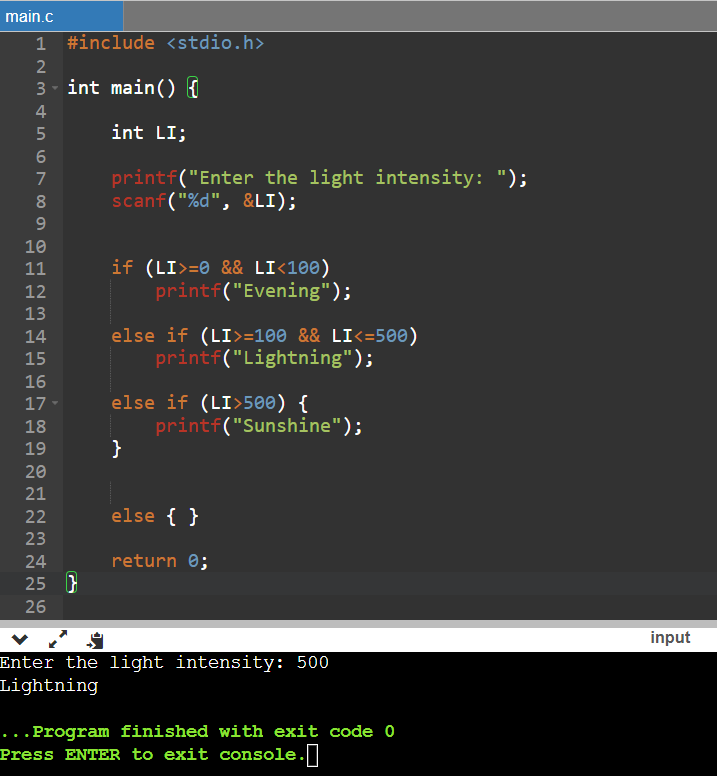 main.c
1 #include <stdio.h>
2
3 int main() {
4
5     int LI;
6
7     printf("Enter the light intensity: ");
8     scanf("%d", &LI);
9
10
11     if (LI>=0 && LI<100)
12         printf("Evening");
13
14     else if (LI>=100 && LI<=500)
15         printf("Lightning");
16
17     else if (LI>500) {
18         printf("Sunshine");
19     }
20
21
22     else { }
23
24     return 0;
25 }
26
input
Enter the light intensity: 500
Lightning
...Program finished with exit code 0
Press ENTER to exit console.